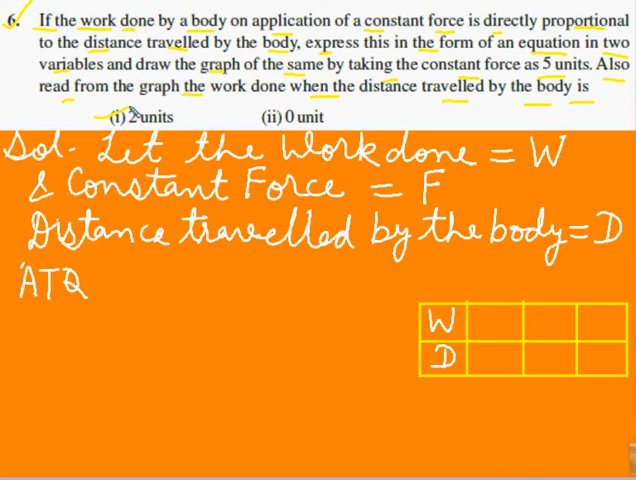 6. If the work done by a body on application of a constant force is directly proportional
to the distance travelled by the body, express this in the form of an equation in two
variables and draw the graph of the same by taking the constant force as 5 units. Also
read from the graph the work done when the distance travelled by the body is
(i) 2 units (ii) 0 unit
Sol. Let the Work done = W
& Constant Force = F
Distance travelled by the body = D
ATQ
W
D